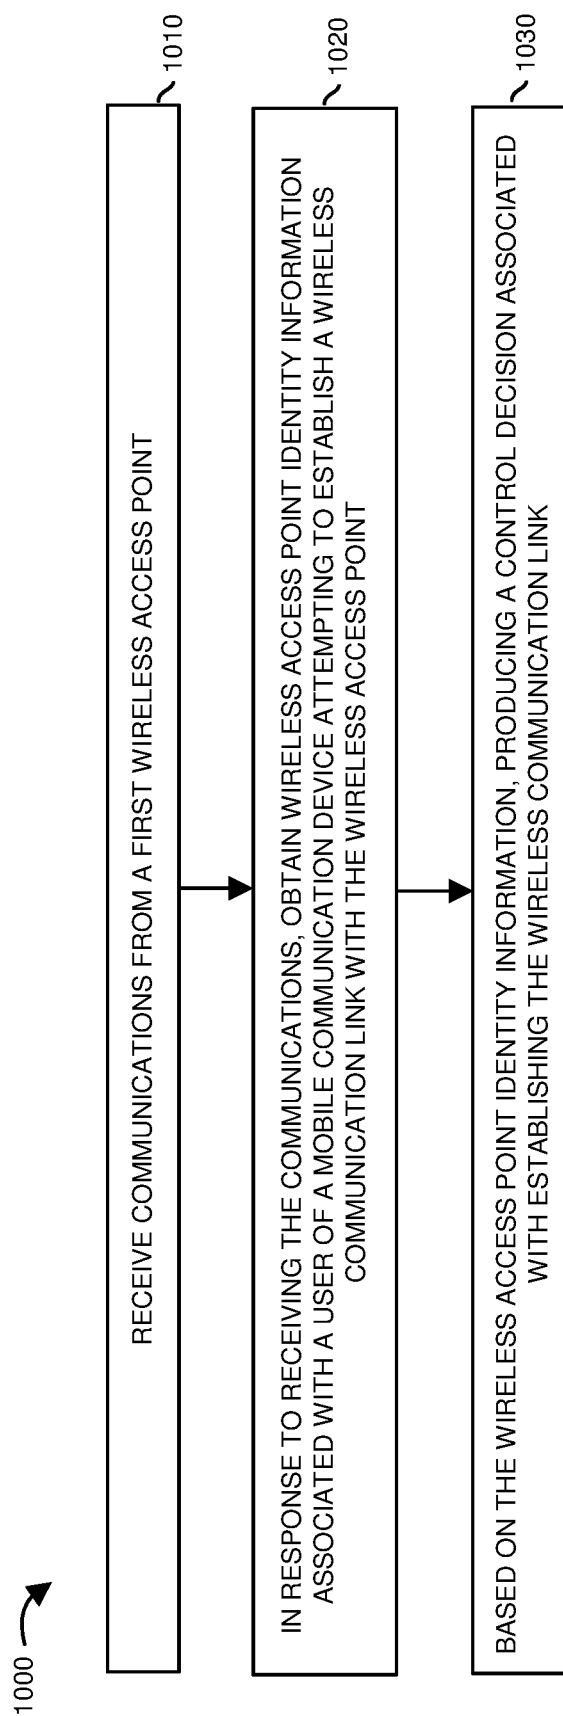 1000
RECEIVE COMMUNICATIONS FROM A FIRST WIRELESS ACCESS POINT
1010
IN RESPONSE TO RECEIVING THE COMMUNICATIONS, OBTAIN WIRELESS ACCESS POINT IDENTITY INFORMATION
ASSOCIATED WITH A USER OF A MOBILE COMMUNICATION DEVICE ATTEMPTING TO ESTABLISH A WIRELESS
COMMUNICATION LINK WITH THE WIRELESS ACCESS POINT
1020
BASED ON THE WIRELESS ACCESS POINT IDENTITY INFORMATION, PRODUCING A CONTROL DECISION ASSOCIATED
WITH ESTABLISHING THE WIRELESS COMMUNICATION LINK
1030